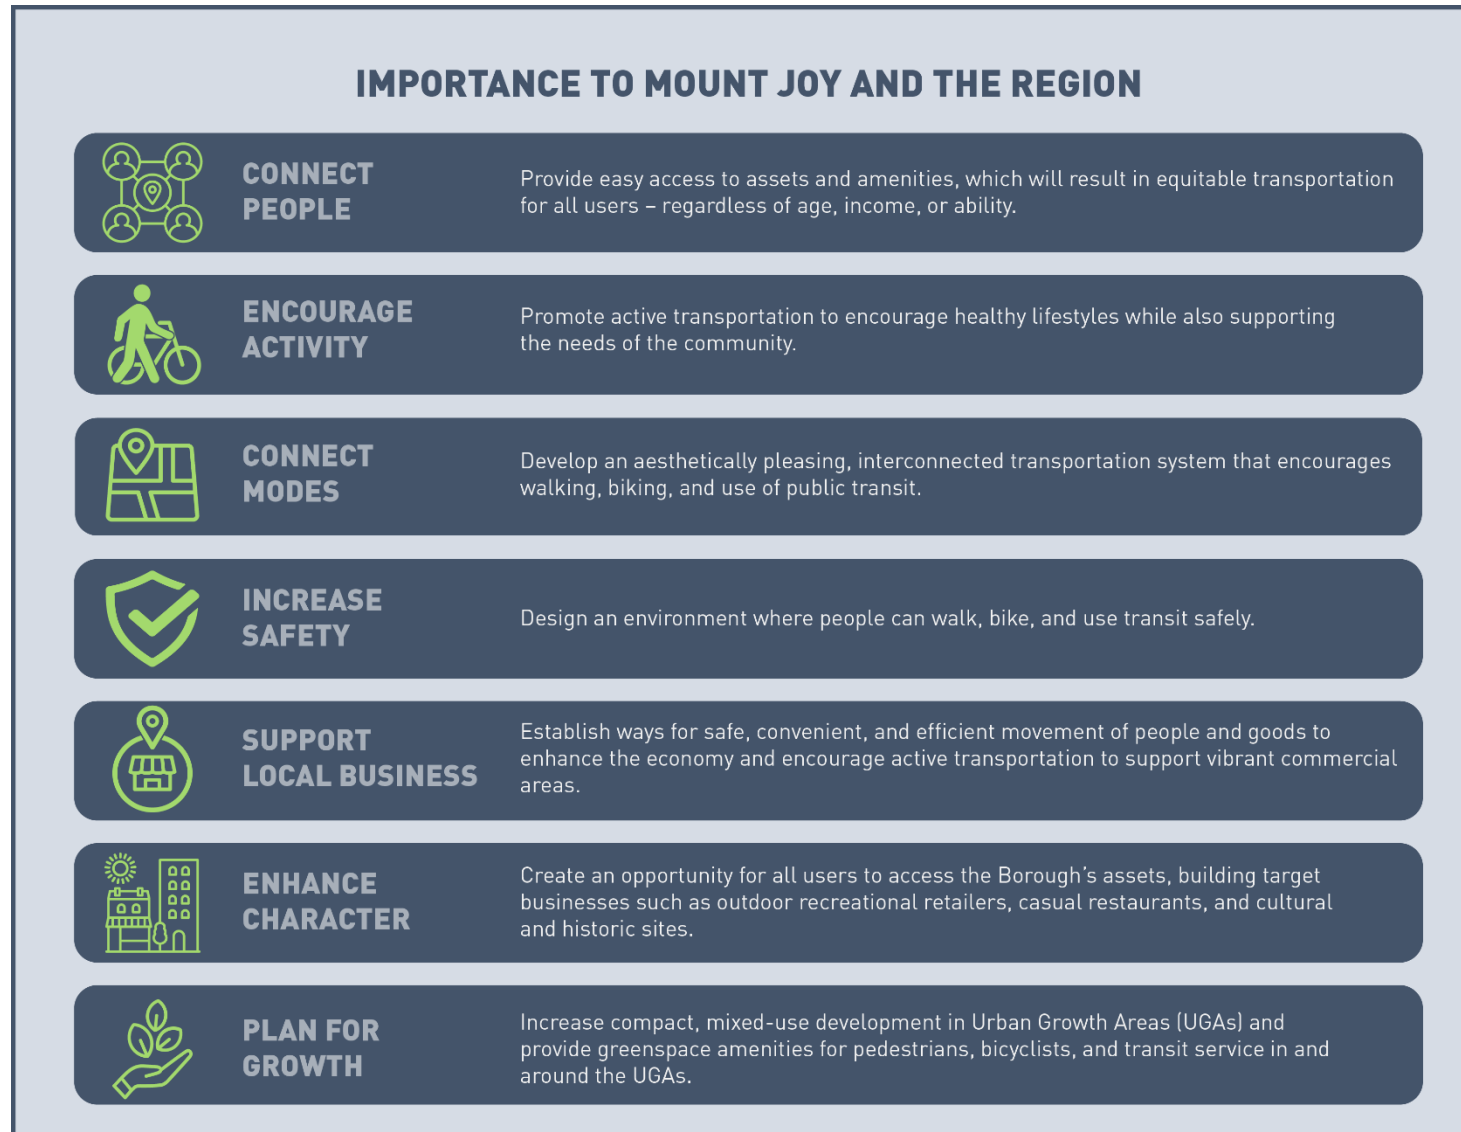 IMPORTANCE TO MOUNT JOY AND THE REGION
CONNECT
PEOPLE
Provide easy access to assets and amenities, which will result in equitable transportation
for all users – regardless of age, income, or ability.
ENCOURAGE
ACTIVITY
Promote active transportation to encourage healthy lifestyles while also supporting
the needs of the community.
CONNECT
MODES
Develop an aesthetically pleasing, interconnected transportation system that encourages
walking, biking, and use of public transit.
INCREASE
SAFETY
Design an environment where people can walk, bike, and use transit safely.
SUPPORT
LOCAL BUSINESS
Establish ways for safe, convenient, and efficient movement of people and goods to
enhance the economy and encourage active transportation to support vibrant commercial
areas.
ENHANCE
CHARACTER
Create an opportunity for all users to access the Borough's assets, building target
businesses such as outdoor recreational retailers, casual restaurants, and cultural
and historic sites.
PLAN FOR
GROWTH
Increase compact, mixed-use development in Urban Growth Areas (UGAs) and
provide greenspace amenities for pedestrians, bicyclists, and transit service in and
around the UGAs.